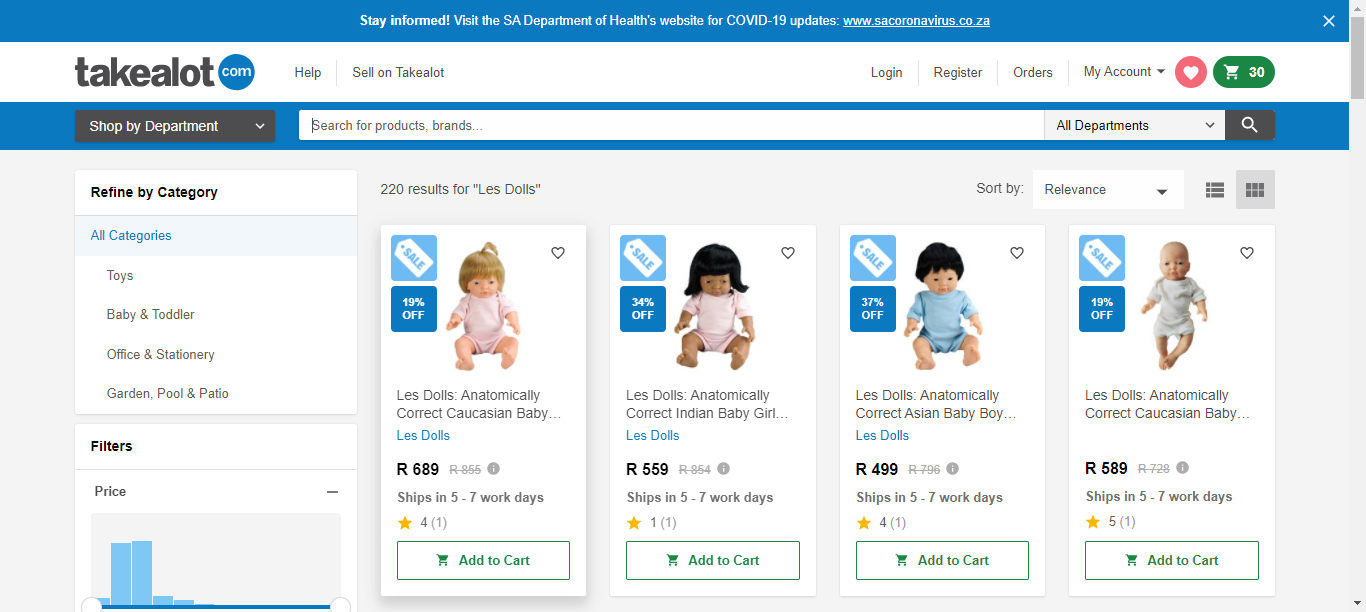 Stay informed! Visit the SA Department of Health's website for COVID-19 updates: www.sacoronavirus.co.za
takealot com
Help
Sell on Takealot
Login
Register
Orders
My Account
30
Shop by Department
Search for products, brands...
All Departments
Refine by Category
All Categories
Toys
Baby & Toddler
Office & Stationery
Garden, Pool & Patio
Filters
Price
220 results for "Les Dolls"
Sort by:
Relevance
SALE
19%
OFF
Les Dolls: Anatomically
Correct Caucasian Baby…
Les Dolls
R 689 R 855
Ships in 5 - 7 work days
4 (1)
Add to Cart
SALE
34%
OFF
Les Dolls: Anatomically
Correct Indian Baby Girl…
Les Dolls
R 559 R 854
Ships in 5 - 7 work days
1 (1)
Add to Cart
SALE
37%
OFF
Les Dolls: Anatomically
Correct Asian Baby Boy…
Les Dolls
R 499 R 796
Ships in 5 - 7 work days
4 (1)
Add to Cart
SALE
19%
OFF
Les Dolls: Anatomically
Correct Caucasian Baby…
R 589 R 728
Ships in 5 - 7 work days
5 (1)
Add to Cart